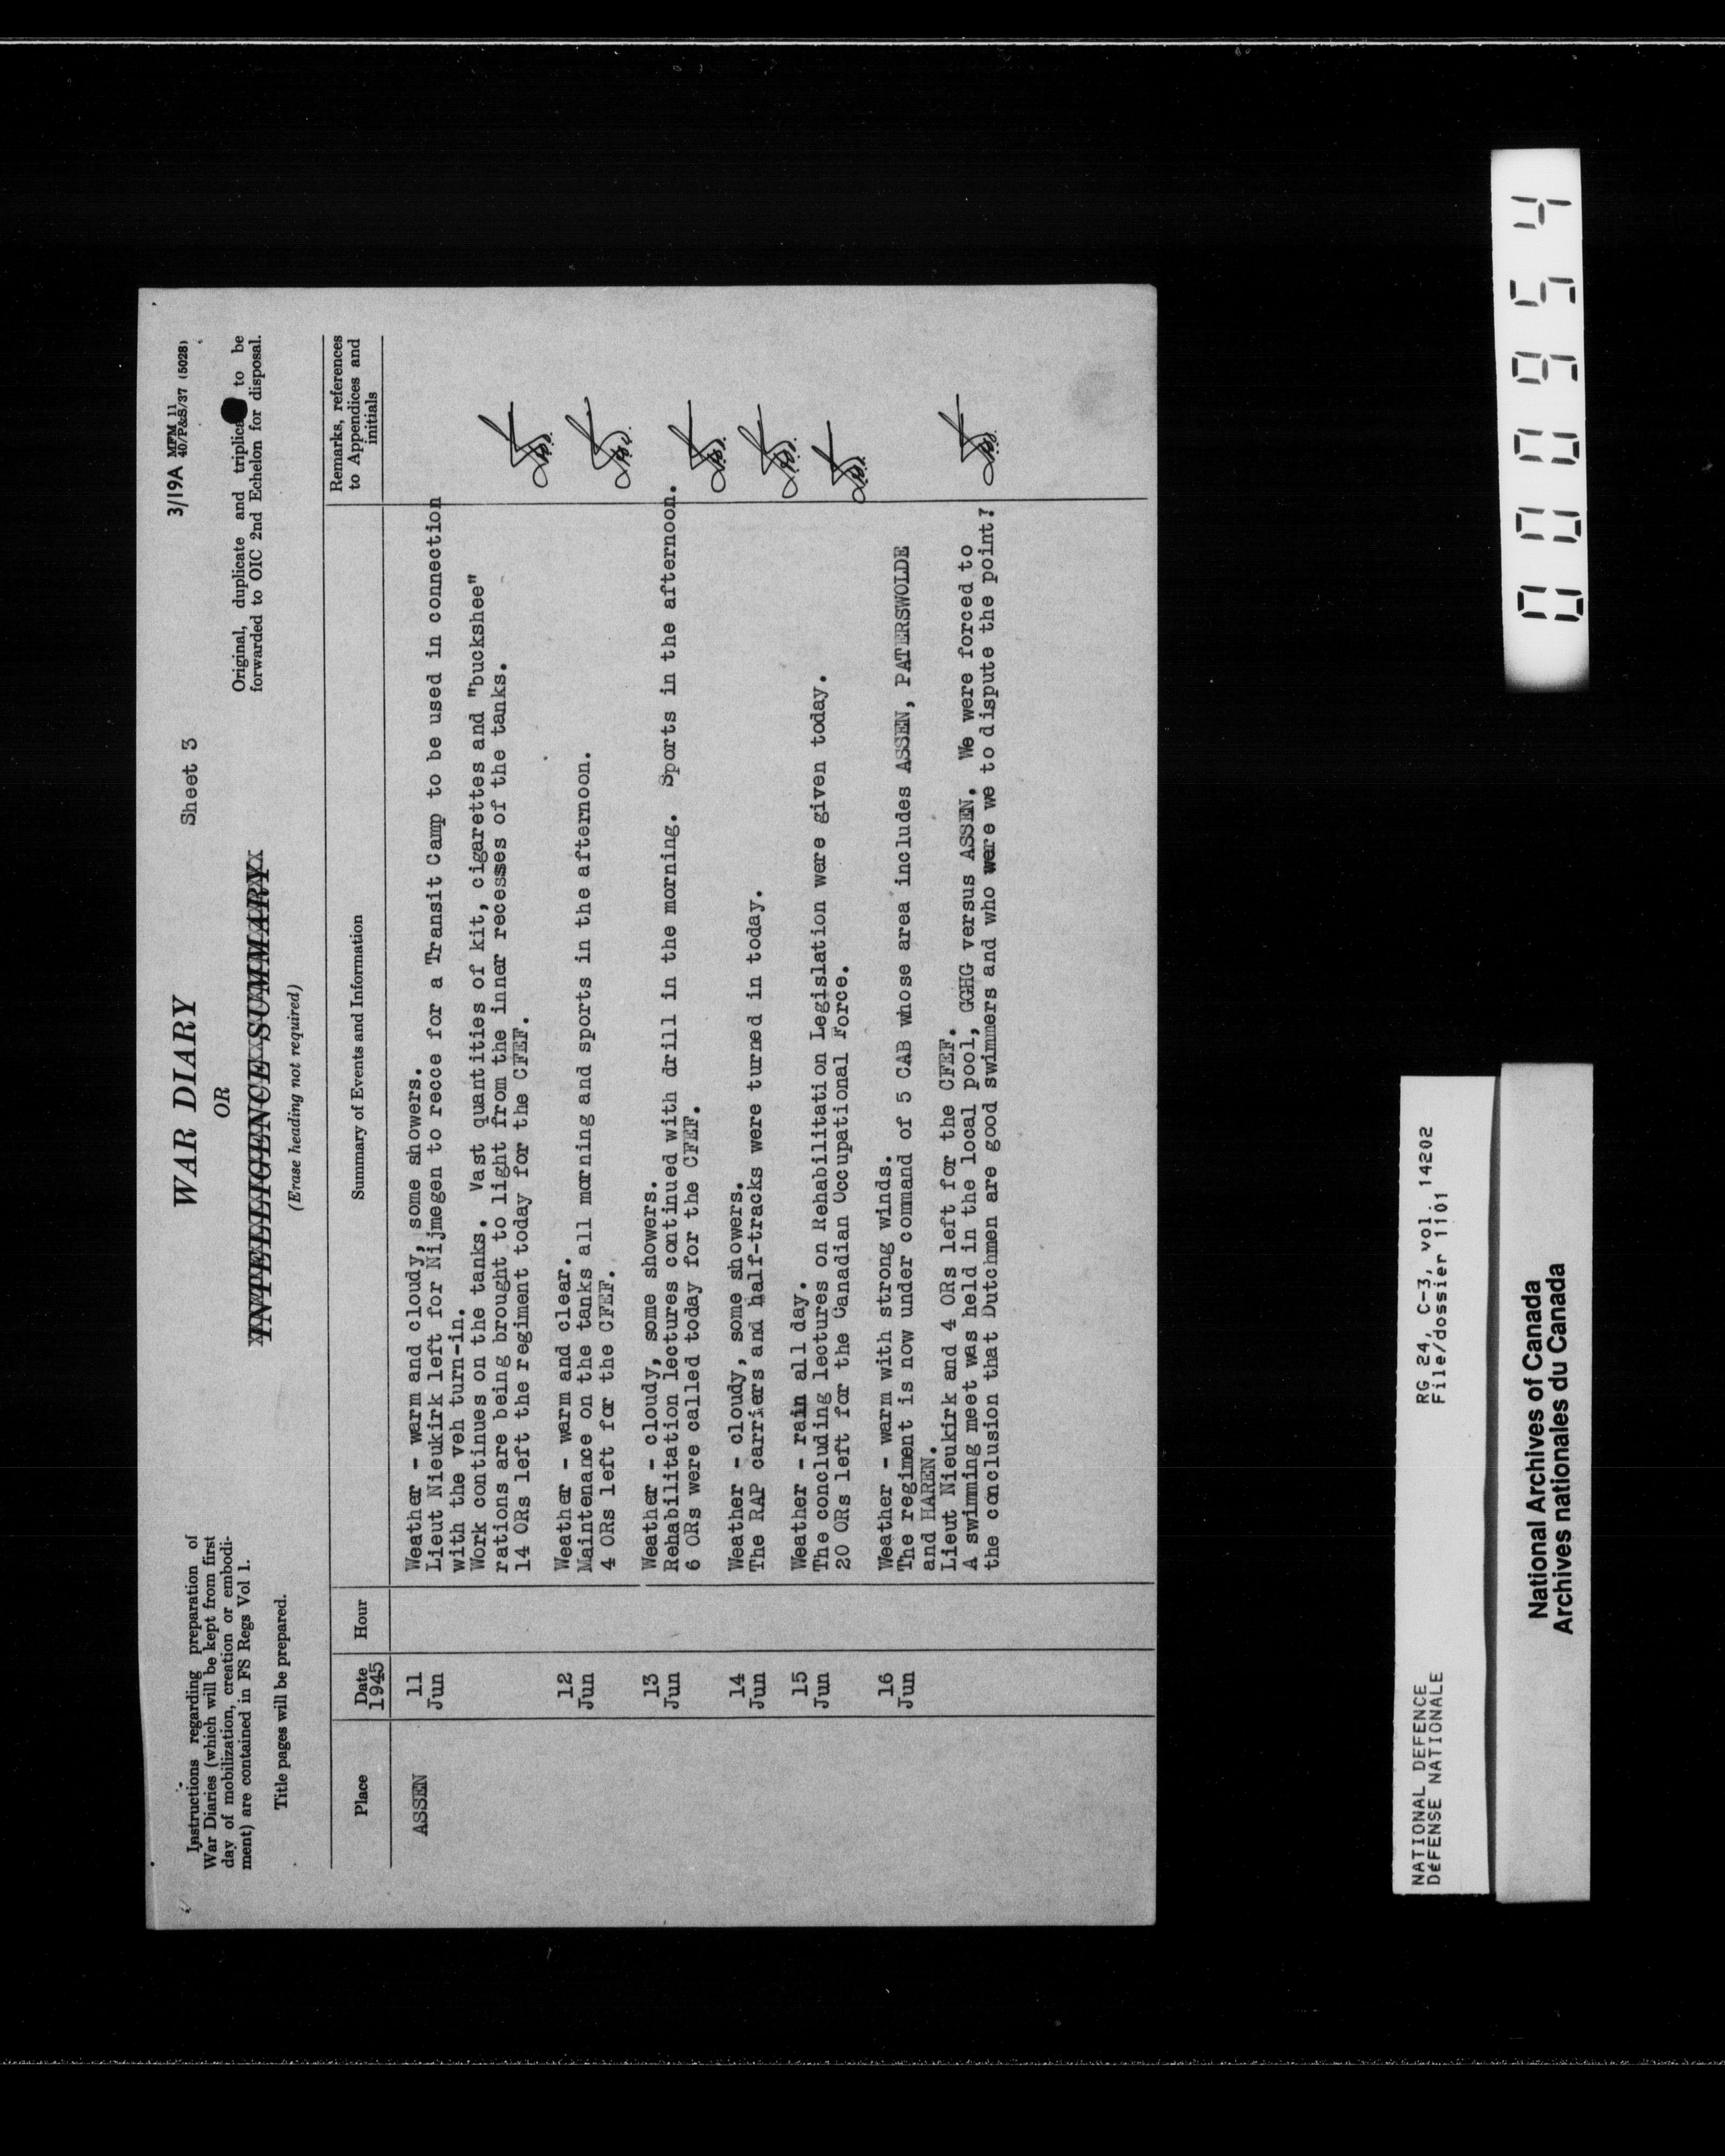 Instructions regarding preparation of
War Diaries (which will be kept from first
day of mobilization, creation or embodi-
ment) are contained in FS Regs Vol 1.
Title pages will be prepared.
WAR DIARY
OR
INTELLIGENCE SUMMARY
(Erase heading not required)
Sheet 3
3/19A MFM 11
40/P&S/37 (5028)
Original, duplicate and triplicate to be
forwarded to OIC 2nd Echelon for disposal.
Place
Date
1945
Hour
Summary of Events and Information
Remarks, references
to Appendices and
initials
ASSEN
11
Jun
Weather - warm and cloudy, some showers.
Lieut Nieukirk left for Nijmegen to recce for a Transit Camp to be used in connection
with the veh turn-in.
Work continues on the tanks. Vast quantities of kit, cigarettes and "buckshee"
rations are being brought to light from the inner recesses of the tanks.
14 ORs left the regiment today for the CFEF.
12
Jun
Weather - warm and clear.
Maintenance on the tanks all morning and sports in the afternoon.
4 ORs left for the CFEF.
13
Jun
Weather - cloudy, some showers.
Rehabilitation lectures continued with drill in the morning. Sports in the afternoon.
6 ORs were called today for the CFEF.
14
Jun
Weather - cloudy, some showers.
The RAP carriers and half-tracks were turned in today.
15
Jun
Weather - rain all day.
The concluding lectures on Rehabilitation Legislation were given today.
20 ORs left for the Canadian Occupational Force.
16
Jun
Weather - warm with strong winds.
The regiment is now under command of 5 CAB whose area includes ASSEN, PATERSWOLDE
and HAREN.
Lieut Nieukirk and 4 ORs left for the CFEF.
A swimming meet was held in the local pool, GGHG versus ASSEN. We were forced to
the conclusion that Dutchmen are good swimmers and who were we to dispute the point?
NATIONAL DEFENCE
DÉFENSE NATIONALE
RG 24, C-3, vol. 14202
File/dossier 1101
National Archives of Canada
Archives nationales du Canada
000954